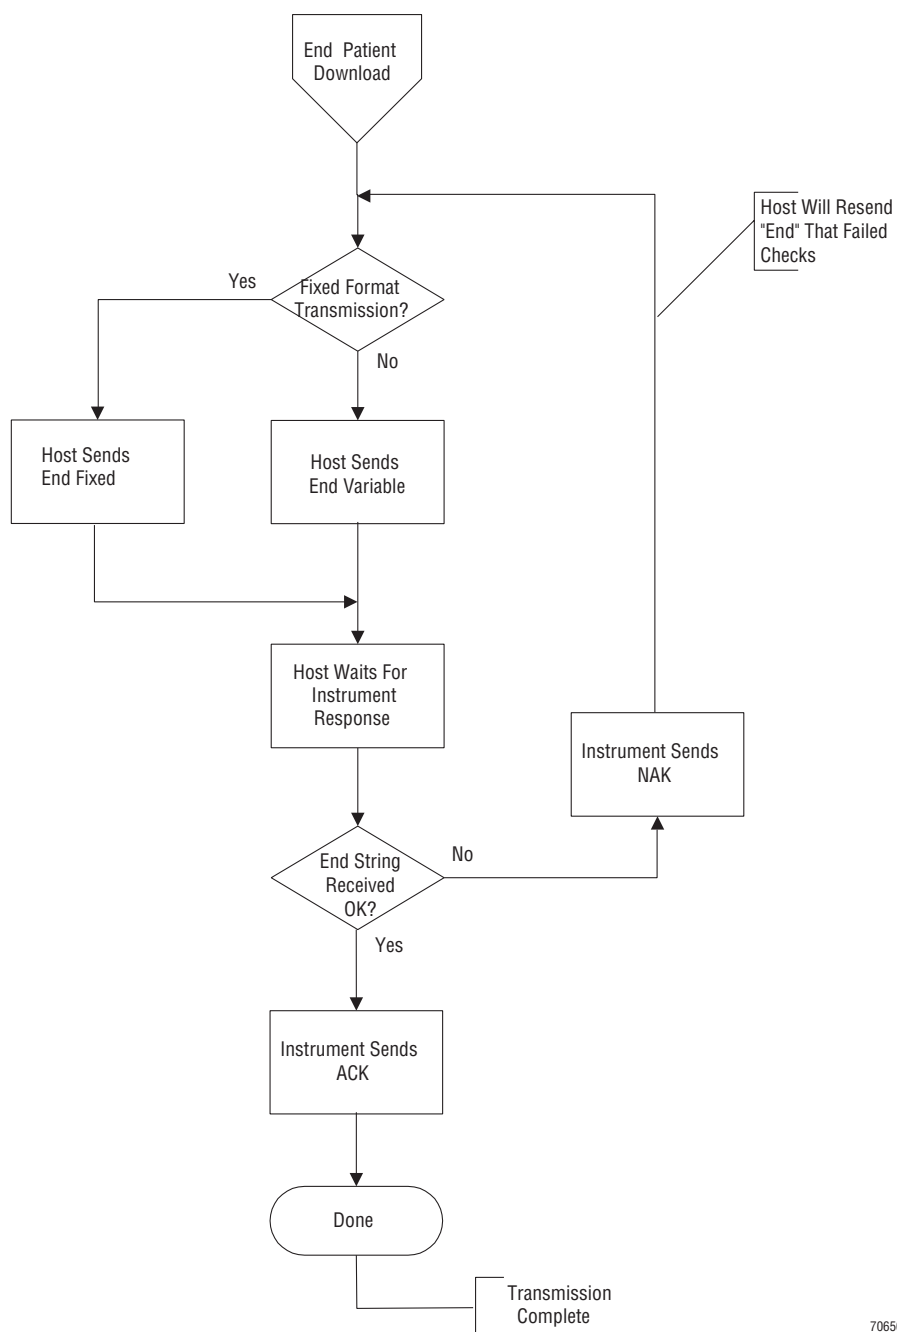 End Patient
Download
Host Will Resend
"End" That Failed
Checks
Yes
Fixed Format
Transmission?
No
Host Sends
End Fixed
Host Sends
End Variable
Host Waits For
Instrument
Response
Instrument Sends
NAK
End String
Received
OK?
No
Yes
Instrument Sends
ACK
Done
Transmission
Complete